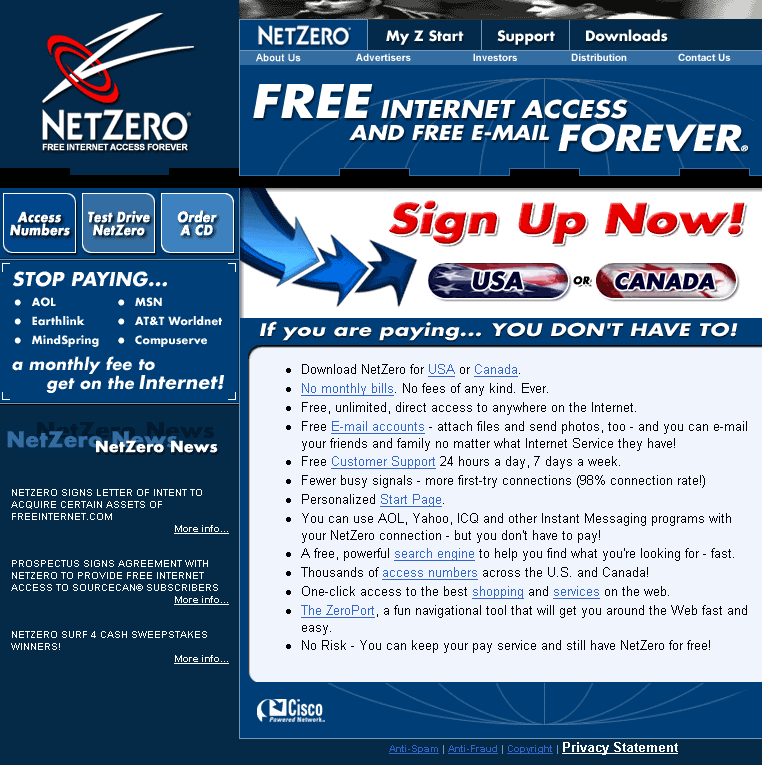 NETZERO®
FREE INTERNET ACCESS FOREVER
NETZERO®
My Z Start
Support
Downloads
About Us
Advertisers
Investors
Distribution
Contact Us
FREE INTERNET ACCESS
AND FREE E-MAIL FOREVER.®
Access
Numbers
Test Drive
NetZero
Order
A CD
Sign Up Now!
USA OR CANADA
STOP PAYING...
AOL
MSN
Earthlink
AT&T Worldnet
MindSpring
Compuserve
a monthly fee to
get on the Internet!
If you are paying... YOU DON'T HAVE TO!
NetZero News
NetZero News
NetZero News
NETZERO SIGNS LETTER OF INTENT TO
ACQUIRE CERTAIN ASSETS OF
FREEINTERNET.COM
More info...
PROSPECTUS SIGNS AGREEMENT WITH
NETZERO TO PROVIDE FREE INTERNET
ACCESS TO SOURCECAN® SUBSCRIBERS
More info...
NETZERO SURF 4 CASH SWEEPSTAKES
WINNERS!
More info...
Download NetZero for USA or Canada.
No monthly bills. No fees of any kind. Ever.
Free, unlimited, direct access to anywhere on the Internet.
Free E-mail accounts - attach files and send photos, too - and you can e-mail
your friends and family no matter what Internet Service they have!
Free Customer Support 24 hours a day, 7 days a week.
Fewer busy signals - more first-try connections (98% connection rate!)
Personalized Start Page.
You can use AOL, Yahoo, ICQ and other Instant Messaging programs with
your NetZero connection - but you don't have to pay!
A free, powerful search engine to help you find what you're looking for - fast.
Thousands of access numbers across the U.S. and Canada!
One-click access to the best shopping and services on the web.
The ZeroPort, a fun navigational tool that will get you around the Web fast and
easy.
No Risk - You can keep your pay service and still have NetZero for free!
Cisco
Powered Network™
Anti-Spam | Anti-Fraud | Copyright | Privacy Statement